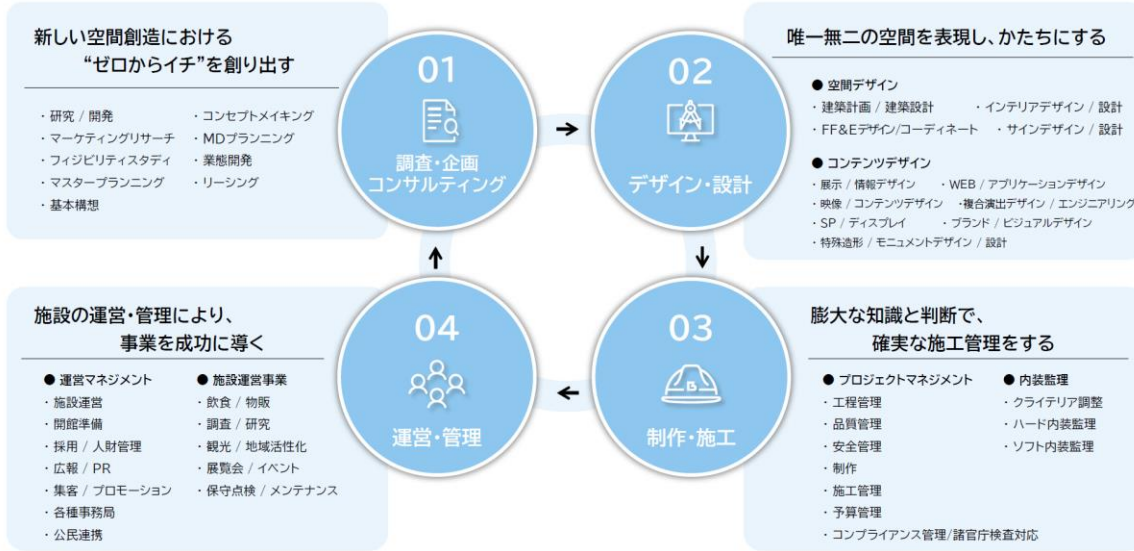 新しい空間創造における
“ゼロからイチ”を創り出す
・研究 / 開発
・コンセプトメイキング
・マーケティングリサーチ
・MDプランニング
・フィジビリティスタディ
・業態開発
・マスタープランニング
・リーシング
・基本構想
01
調査・企画
コンサルティング
02
デザイン・設計
唯一無二の空間を表現し、かたちにする
● 空間デザイン
・建築計画 / 建築設計
・インテリアデザイン / 設計
・FF&Eデザイン/コーディネート
・サインデザイン / 設計
● コンテンツデザイン
・展示 / 情報デザイン
・WEB / アプリケーションデザイン
・映像 / コンテンツデザイン
・複合演出デザイン / エンジニアリング
・SP / ディスプレイ
・ブランド / ビジュアルデザイン
・特殊造形 / モニュメントデザイン / 設計
03
制作・施工
膨大な知識と判断で、
確実な施工管理をする
● プロジェクトマネジメント
・工程管理
・品質管理
・安全管理
・制作
・施工管理
・予算管理
・コンプライアンス管理/諸官庁検査対応
● 内装監理
・クライテリア調整
・ハード内装監理
・ソフト内装監理
04
運営・管理
施設の運営・管理により、
事業を成功に導く
● 運営マネジメント
・施設運営
・開館準備
・採用 / 人財管理
・広報 / PR
・集客 / プロモーション
・各種事務局
・公民連携
● 施設運営事業
・飲食 / 物販
・調査 / 研究
・観光 / 地域活性化
・展覧会 / イベント
・保守点検 / メンテナンス